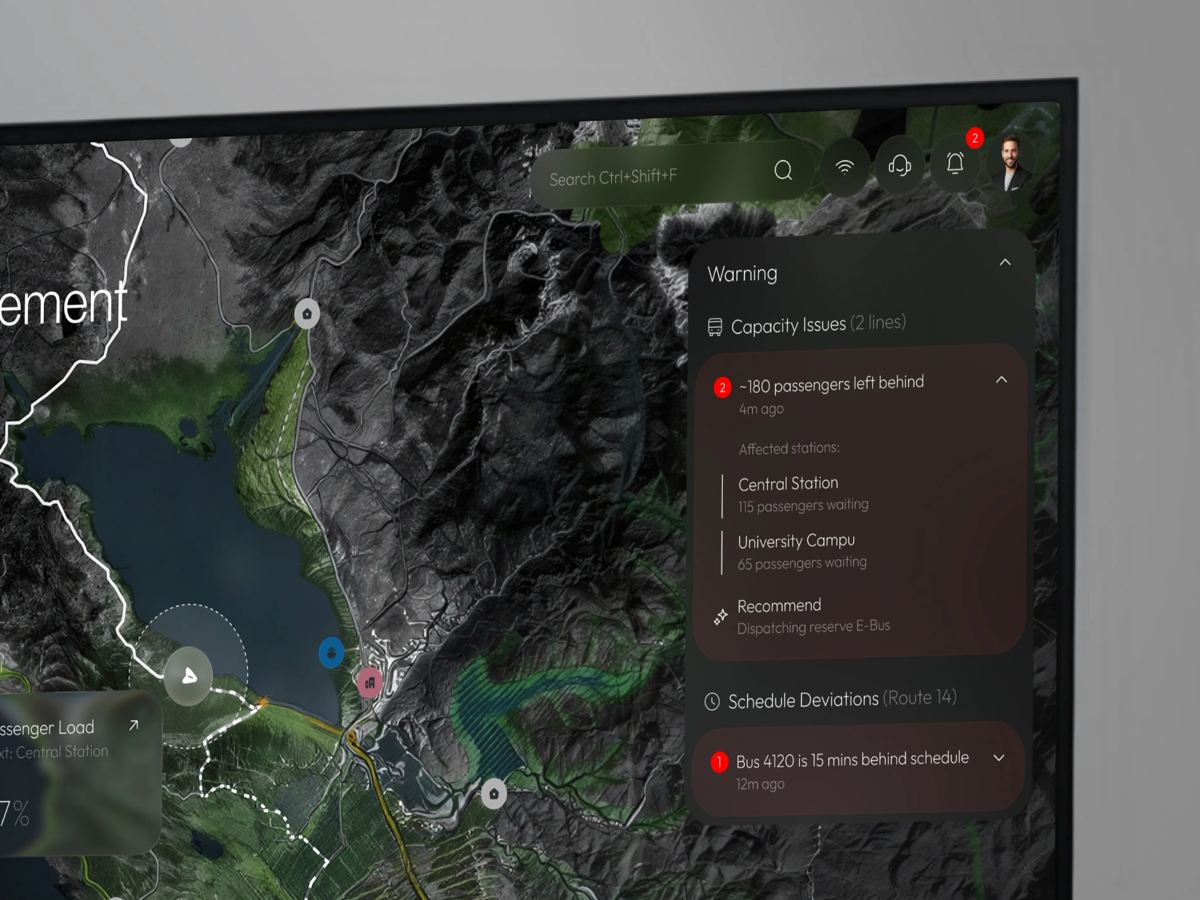 Search Ctrl+Shift+F
2
ement
Warning
Capacity Issues (2 lines)
2 ~180 passengers left behind
4m ago
Affected stations:
Central Station
115 passengers waiting
University Campu
65 passengers waiting
Recommend
Dispatching reserve E-Bus
Schedule Deviations (Route 14)
1 Bus 4120 is 15 mins behind schedule
12m ago
ssenger Load
xt: Central Station
7%